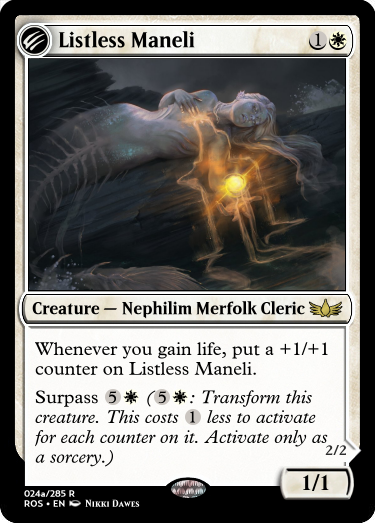 Listless Maneli 1
Creature — Nephilim Merfolk Cleric
Whenever you gain life, put a +1/+1
counter on Listless Maneli.
Surpass 5 (5: Transform this
creature. This costs 1 less to activate
for each counter on it. Activate only as
a sorcery.)
2/2
1/1
024a/285 R
ROS • EN Nikki Dawes